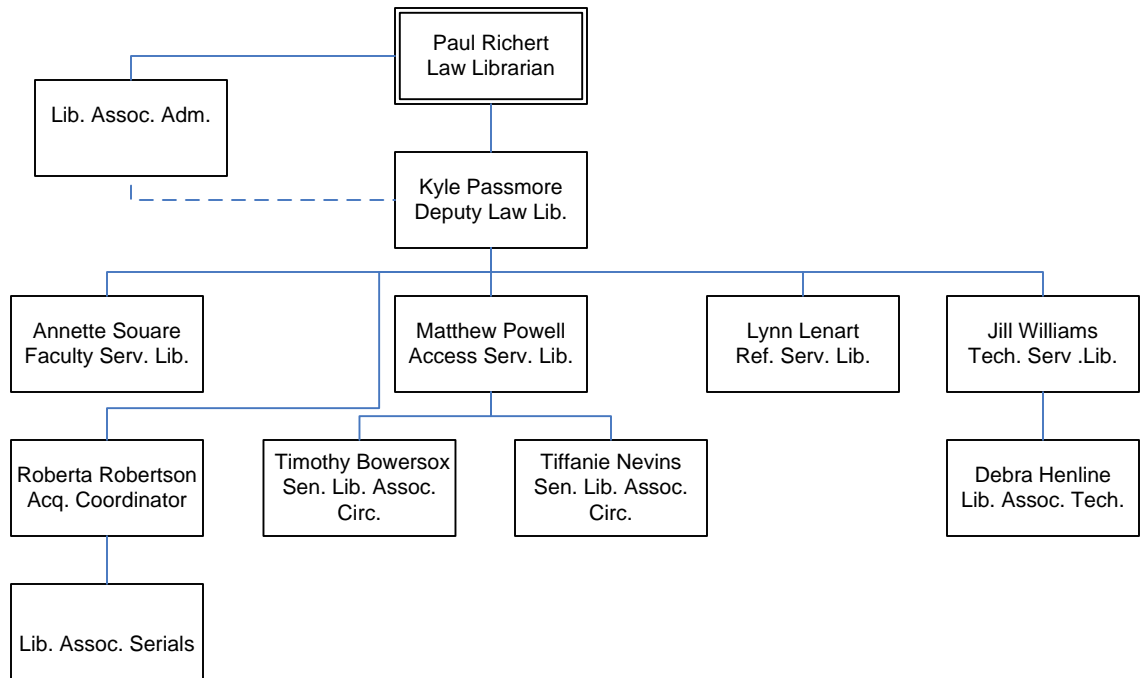 Paul Richert
Law Librarian
Lib. Assoc. Adm.
Kyle Passmore
Deputy Law Lib.
Annette Souare
Faculty Serv. Lib.
Matthew Powell
Access Serv. Lib.
Lynn Lenart
Ref. Serv. Lib.
Jill Williams
Tech. Serv .Lib.
Roberta Robertson
Acq. Coordinator
Timothy Bowersox
Sen. Lib. Assoc.
Circ.
Tiffanie Nevins
Sen. Lib. Assoc.
Circ.
Debra Henline
Lib. Assoc. Tech.
Lib. Assoc. Serials